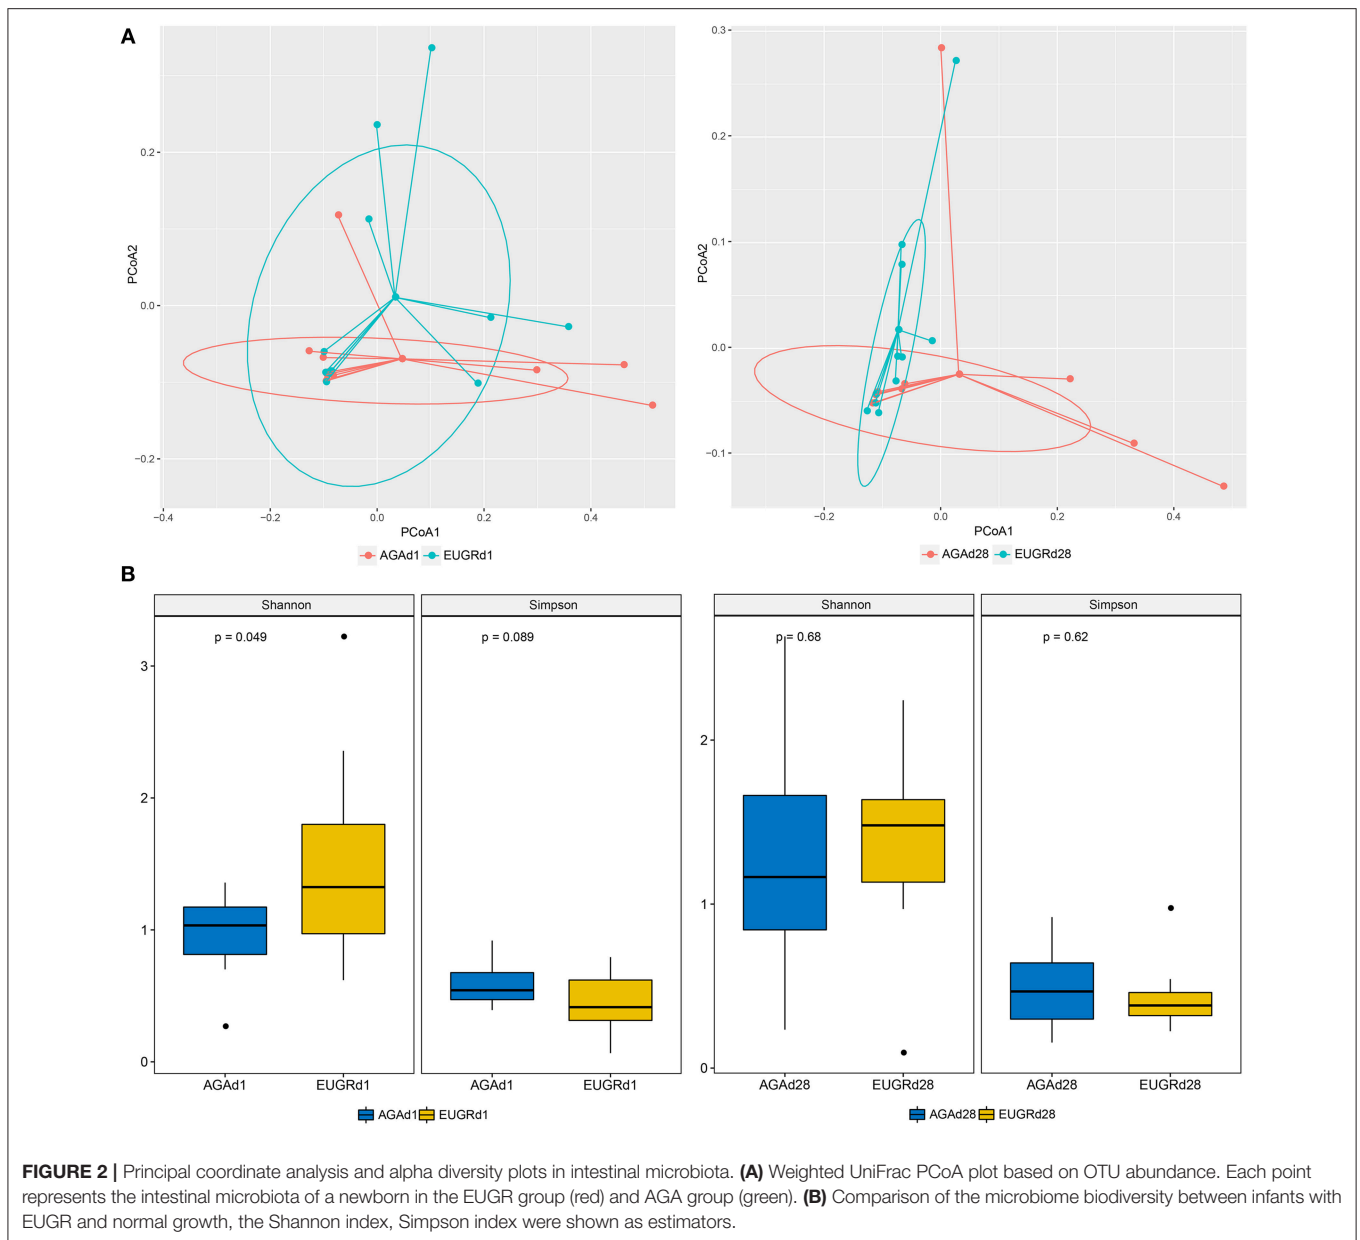 A
0.2
0.0
−0.2
PCoA2
−0.4
−0.2
0.0
0.2
0.4
PCoA1
AGAd1 EUGRd1
0.3
0.2
0.1
0.0
−0.1
PCoA2
−0.2
0.0
0.2
0.4
PCoA1
AGAd28 EUGRd28
B
Shannon
Simpson
p = 0.049
p = 0.089
3
2
1
0
AGAd1
EUGRd1
AGAd1
EUGRd1
AGAd1 EUGRd1
Shannon
Simpson
p = 0.68
p = 0.62
2
1
0
AGAd28
EUGRd28
AGAd28
EUGRd28
AGAd28 EUGRd28
FIGURE 2 | Principal coordinate analysis and alpha diversity plots in intestinal microbiota. (A) Weighted UniFrac PCoA plot based on OTU abundance. Each point
represents the intestinal microbiota of a newborn in the EUGR group (red) and AGA group (green). (B) Comparison of the microbiome biodiversity between infants with
EUGR and normal growth, the Shannon index, Simpson index were shown as estimators.